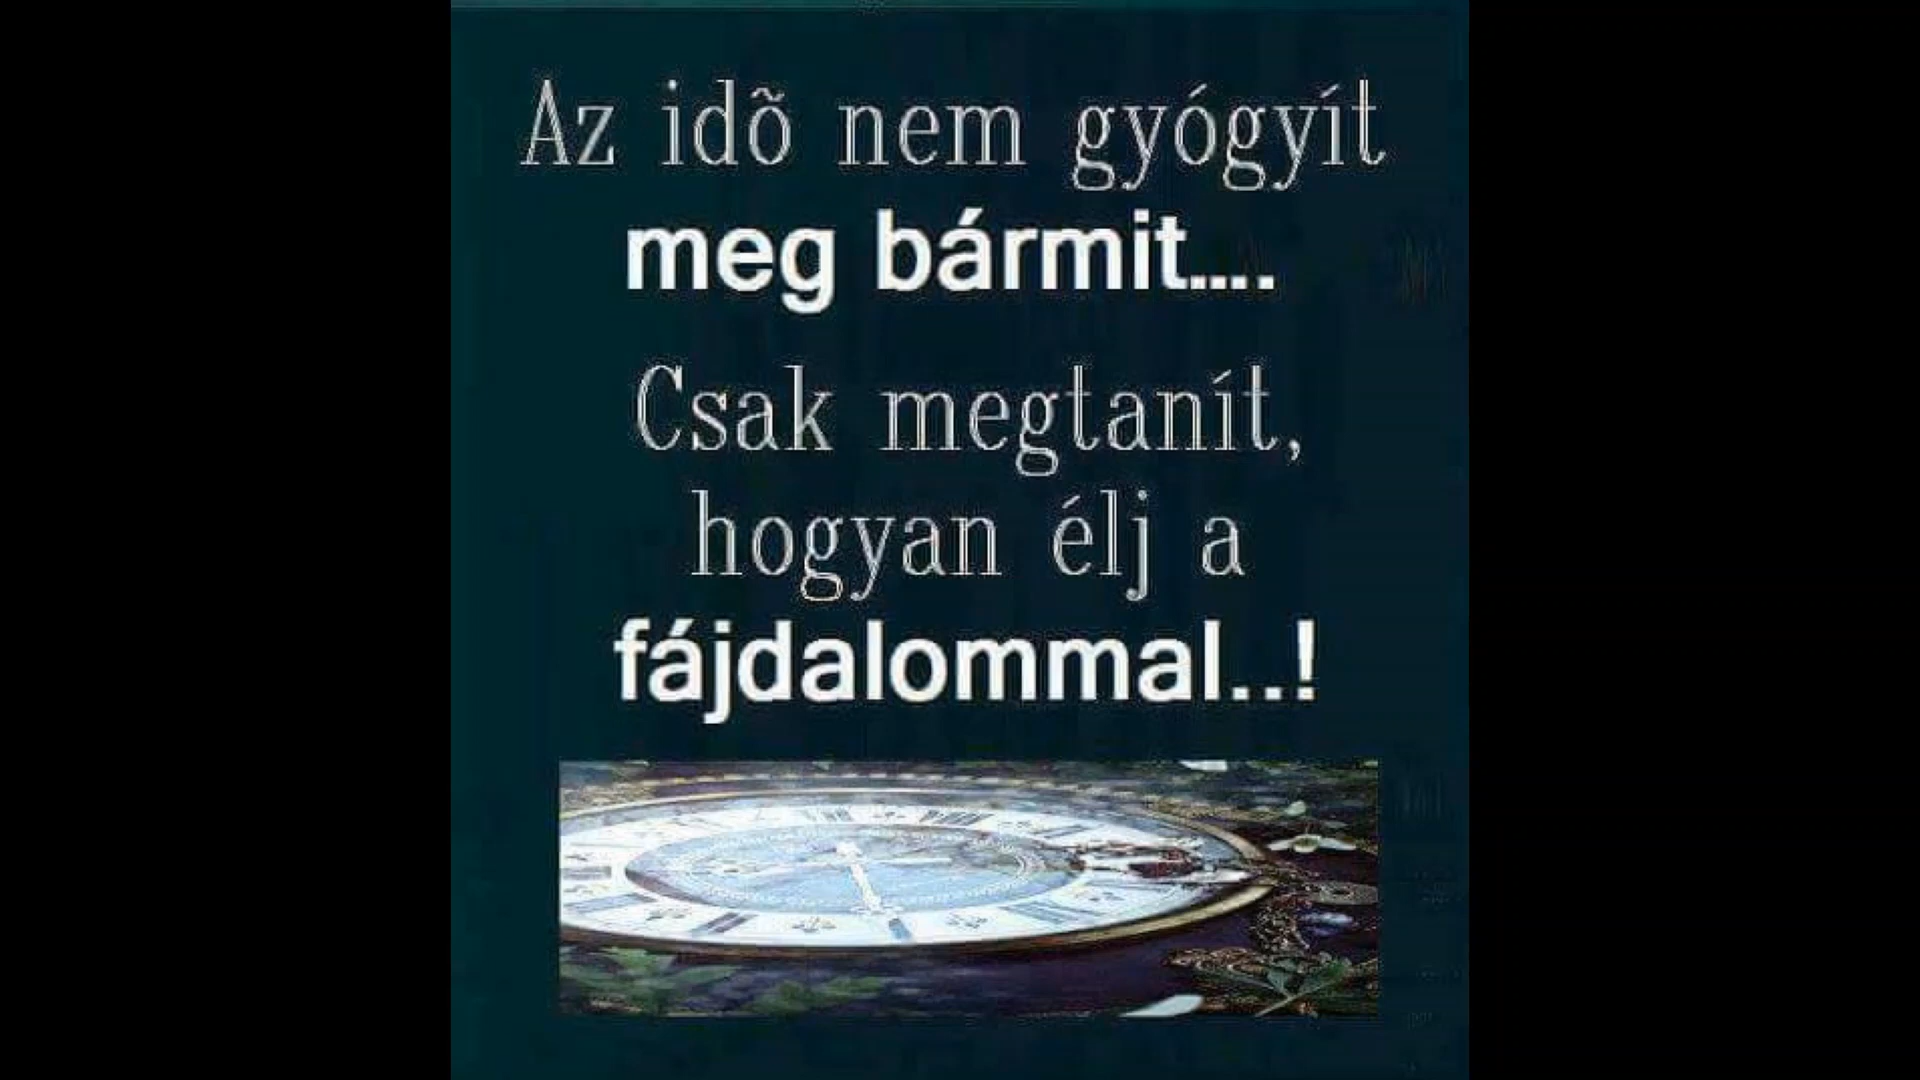 Az idõ nem gyógyít
meg bármit....
Csak megtanít,
hogyan élj a
fájdalommal..!